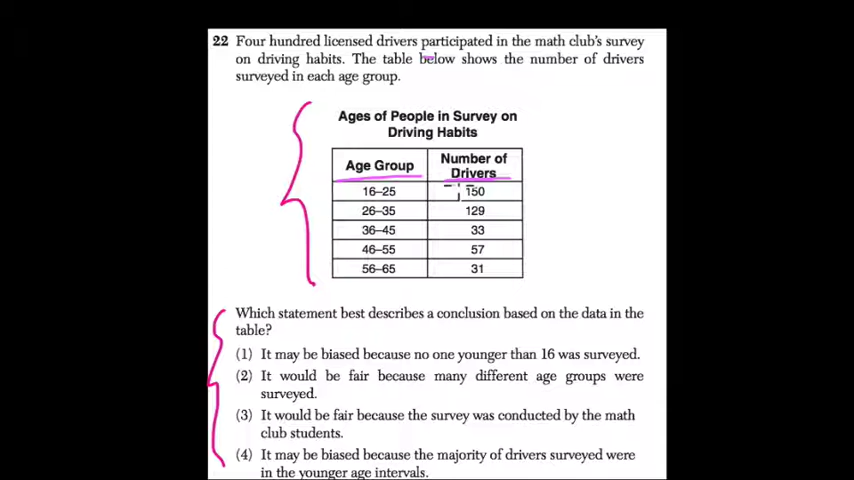 22 Four hundred licensed drivers participated in the math club's survey
on driving habits. The table below shows the number of drivers
surveyed in each age group.
Ages of People in Survey on
Driving Habits
Age Group Number of Drivers
16–25 150
26–35 129
36–45 33
46–55 57
56–65 31
Which statement best describes a conclusion based on the data in the
table?
(1) It may be biased because no one younger than 16 was surveyed.
(2) It would be fair because many different age groups were
surveyed.
(3) It would be fair because the survey was conducted by the math
club students.
(4) It may be biased because the majority of drivers surveyed were
in the younger age intervals.